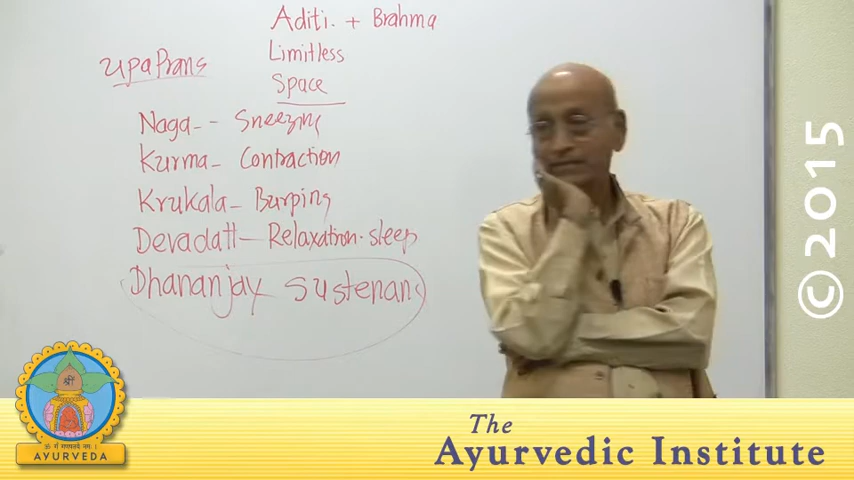 Aditi. + Brahma
Limitless
Space
UpaPrans
Naga-- Sneezing
Kurma- Contraction
Krukala- Burping
Devadatt- Relaxation.sleep
Dhananjay sustenanc
© 2015
श्री
AYURVEDA
The
Ayurvedic Institute